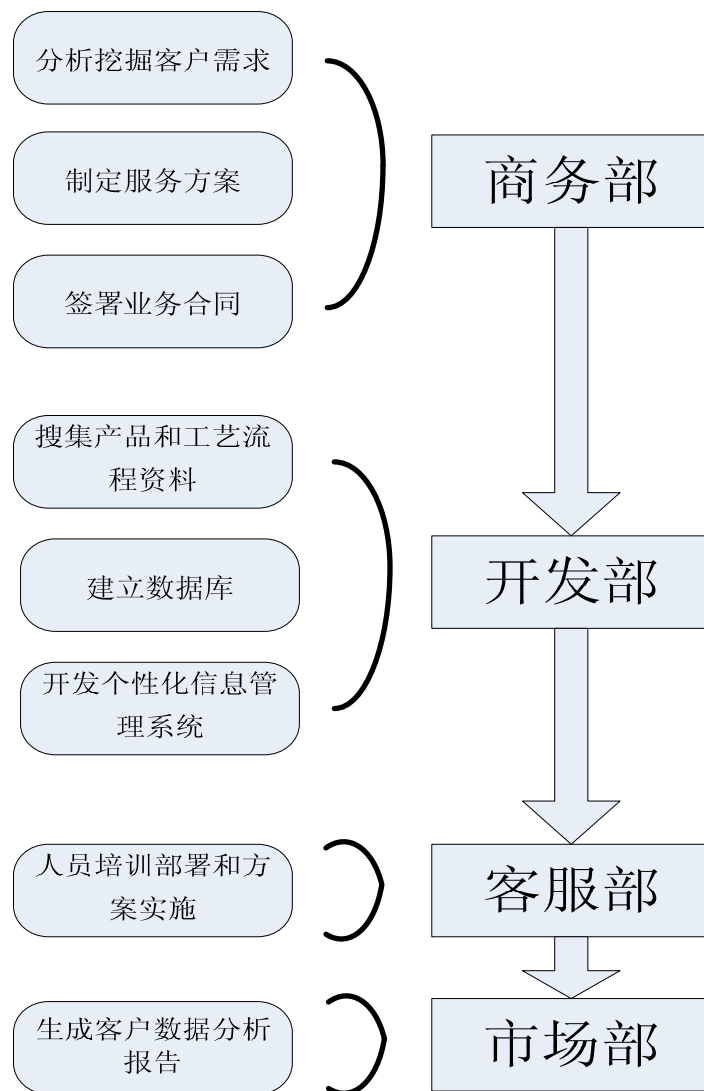 分析挖掘客户需求
制定服务方案
签署业务合同
商务部
搜集产品和工艺流
程资料
建立数据库
开发个性化信息管
理系统
开发部
人员培训部署和方
案实施
客服部
生成客户数据分析
报告
市场部